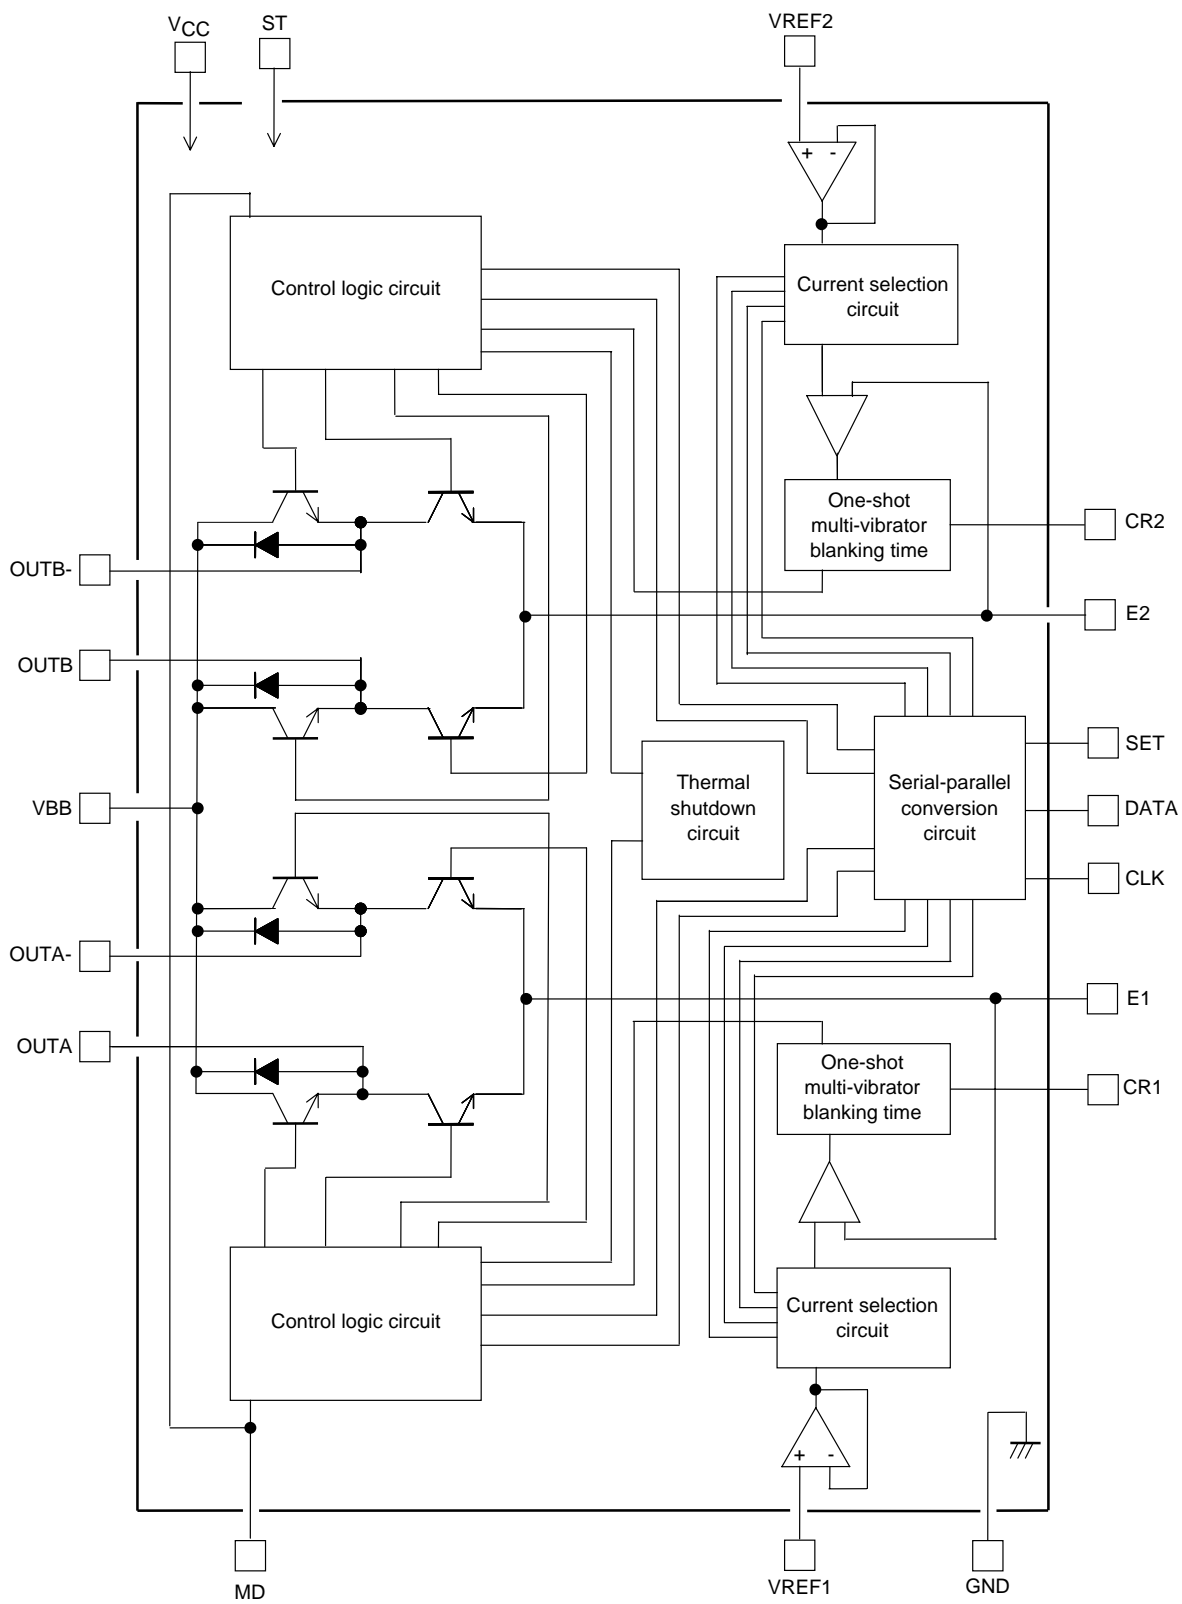 VCC
ST
VREF2
+ -
Control logic circuit
Current selection
circuit
One-shot
multi-vibrator
blanking time
CR2
OUTB-
E2
OUTB
SET
Thermal
shutdown
circuit
Serial-parallel
conversion
circuit
VBB
DATA
CLK
OUTA-
E1
OUTA
One-shot
multi-vibrator
blanking time
CR1
Control logic circuit
Current selection
circuit
+ -
MD
VREF1
GND